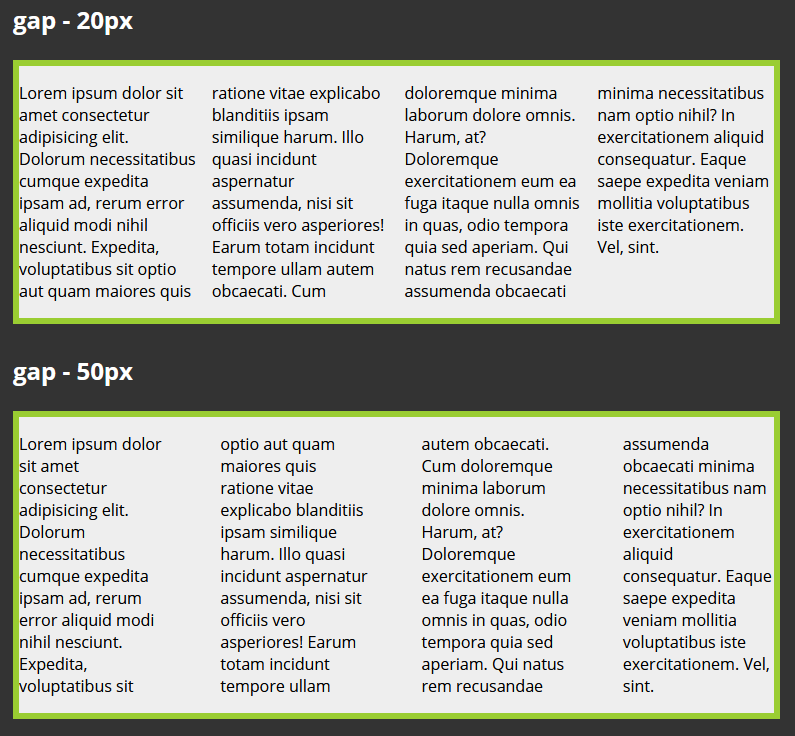 gap - 20px
Lorem ipsum dolor sit
amet consectetur
adipisicing elit.
Dolorum necessitatibus
cumque expedita
ipsam ad, rerum error
aliquid modi nihil
nesciunt. Expedita,
voluptatibus sit optio
aut quam maiores quis
ratione vitae explicabo
blanditiis ipsam
similique harum. Illo
quasi incidunt
aspernatur
assumenda, nisi sit
officiis vero asperiores!
Earum totam incidunt
tempore ullam autem
obcaecati. Cum
doloremque minima
laborum dolore omnis.
Harum, at?
Doloremque
exercitationem eum ea
fuga itaque nulla omnis
in quas, odio tempora
quia sed aperiam. Qui
natus rem recusandae
assumenda obcaecati
minima necessitatibus
nam optio nihil? In
exercitationem aliquid
consequatur. Eaque
saepe expedita veniam
mollitia voluptatibus
iste exercitationem.
Vel, sint.
gap - 50px
Lorem ipsum dolor
sit amet
consectetur
adipisicing elit.
Dolorum
necessitatibus
cumque expedita
ipsam ad, rerum
error aliquid modi
nihil nesciunt.
Expedita,
voluptatibus sit
optio aut quam
maiores quis
ratione vitae
explicabo blanditiis
ipsam similique
harum. Illo quasi
incidunt aspernatur
assumenda, nisi sit
officiis vero
asperiores! Earum
totam incidunt
tempore ullam
autem obcaecati.
Cum doloremque
minima laborum
dolore omnis.
Harum, at?
Doloremque
exercitationem eum
ea fuga itaque nulla
omnis in quas, odio
tempora quia sed
aperiam. Qui natus
rem recusandae
assumenda
obcaecati minima
necessitatibus nam
optio nihil? In
exercitationem
aliquid
consequatur. Eaque
saepe expedita
veniam mollitia
voluptatibus iste
exercitationem. Vel,
sint.